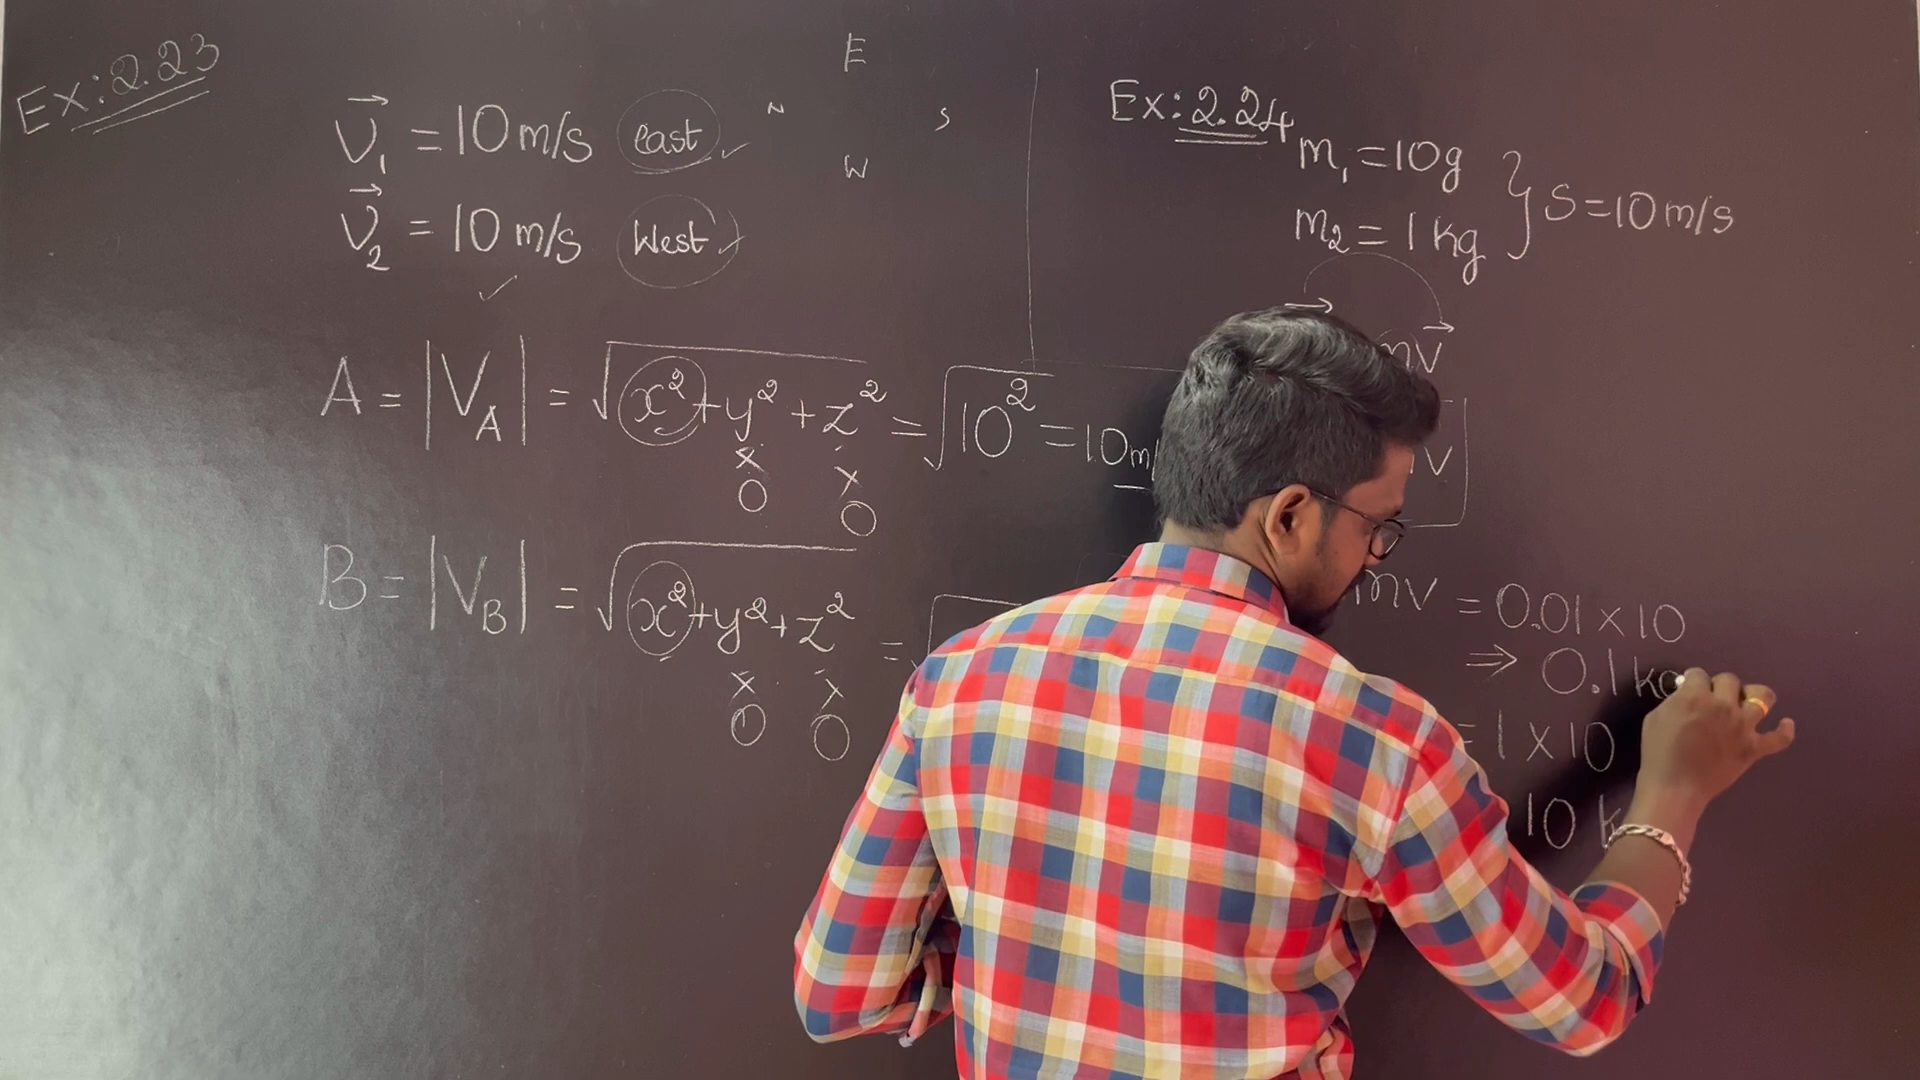 Ex: 2.23
E
N
S
W
V₁ = 10 m/s east ✓
V₂ = 10 m/s West ✓
✓
A = |V_A| = √x² + y² + z² = √10² = 10 m
x x
0 0
B = |V_B| = √x² + y² + z² = √
x x
0 0
Ex: 2.24
m₁ = 10g
m₂ = 1 kg } S = 10 m/s
mv
v
mv = 0.01 x 10
⇒ 0.1 kg
= 1 x 10
10 k